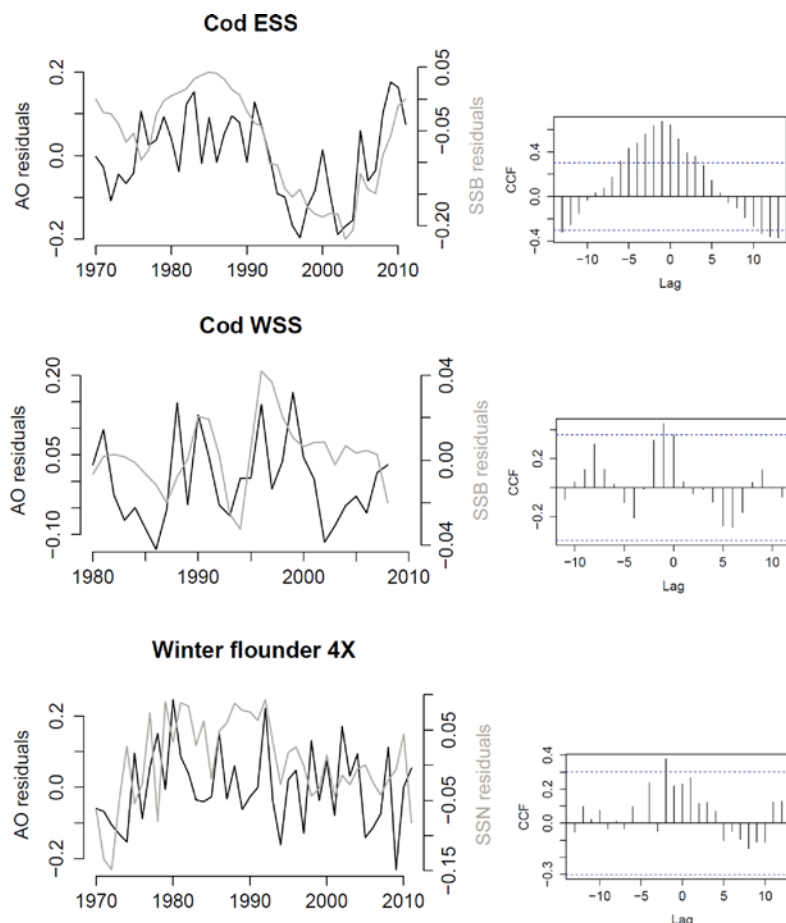 Cod ESS
AO residuals
0.2
0.0
−0.2
1970 1980 1990 2000 2010
SSB residuals
0.05
−0.05
−0.20
CCF
0.4
0.0
−0.4
−10 −5 0 5 10
Lag
Cod WSS
AO residuals
0.20
0.05
−0.10
1980 1990 2000 2010
SSB residuals
0.04
0.00
−0.04
CCF
0.2
−0.2
−10 −5 0 5 10
Lag
Winter flounder 4X
AO residuals
0.2
0.0
−0.2
1970 1980 1990 2000 2010
SSN residuals
0.05
−0.05
−0.15
CCF
0.4
0.0
−0.3
−10 −5 0 5 10
Lag